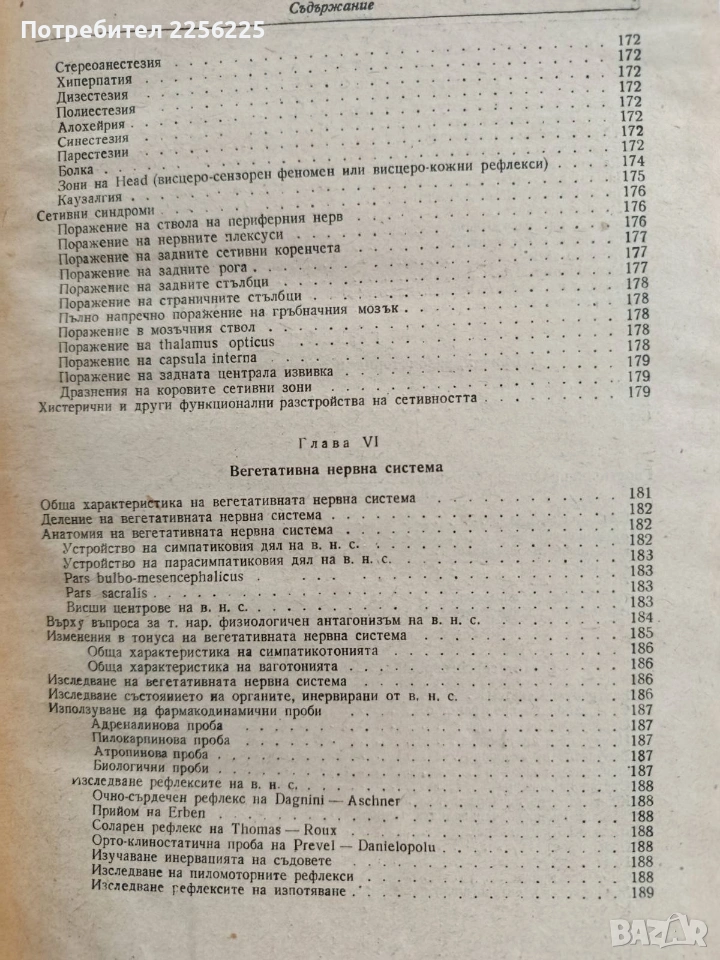 Съдържание
Потребител 2256225
Стереоанестезия 172
Хиперпатия 172
Дизестезия 172
Полиестезия 172
Алохейрия 172
Синестезия 172
Парестезии 172
Болка 172
Зони на Head (висцеро-сензорен феномен или висцеро-кожни рефлекси) 174
Каузалгия 175
Сетивни синдроми 176
Поражение на ствола на периферния нерв 176
Поражение на нервните плексуси 176
Поражение на задните сетивни коренчета 177
Поражение на задните рога 177
Поражение на задните стълбци 177
Поражение на страничните стълбци 178
Пълно напречно поражение на гръбначния мозък 178
Поражение в мозъчния ствол 178
Поражение на thalamus opticus 178
Поражение на capsula interna 178
Поражение на задната централа извивка 179
Дразнения на коровите сетивни зони 179
Хистерични и други функционални разстройства на сетивността 179
Глава VI
Вегетативна нервна система
Обща характеристика на вегетативната нервна система 181
Деление на вегетативната нервна система 182
Анатомия на вегетативната нервна система 182
Устройство на симпатиковия дял на в. н. с. 182
Устройство на парасимпатиковия дял на в. н. с. 183
Pars bulbo-mesencephalicus 183
Pars sacralis 183
Висши центрове на в. н. с. 183
Върху въпроса за т. нар. физиологичен антагонизъм на в. н. с. 184
Изменения в тонуса на вегетативната нервна система 185
Обща характеристика на симпатикотонията 186
Обща характеристика на ваготонията 186
Изследване на вегетативната нервна система 186
Изследване състоянието на органите, инервирани от в. н. с. 186
Използуване на фармакодинамични проби 187
Адреналинова проба 187
Пилокарпинова проба 187
Атропинова проба 187
Биологични проби 187
Изследване рефлексите на в. н. с. 188
Очно-сърдечен рефлекс на Dagnini — Aschner 188
Прийом на Erben 188
Соларен рефлекс на Thomas — Roux 188
Орто-клиностатична проба на Prevel — Danielopolu 188
Изучаване инервацията на съдовете 188
Изследване на пиломоторните рефлекси 188
Изследване рефлексите на изпотяване 189
BAZAR